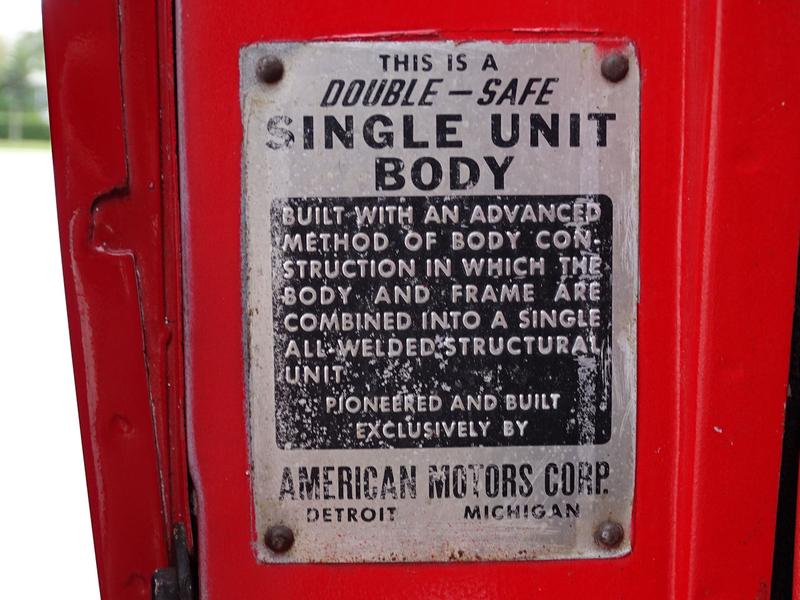 THIS IS A
DOUBLE-SAFE
SINGLE UNIT
BODY
BUILT WITH AN ADVANCED
METHOD OF BODY CON-
STRUCTION IN WHICH THE
BODY AND FRAME ARE
COMBINED INTO A SINGLE
ALL-WELDED STRUCTURAL
UNIT
PIONEERED AND BUILT
EXCLUSIVELY BY
AMERICAN MOTORS CORP.
DETROIT MICHIGAN